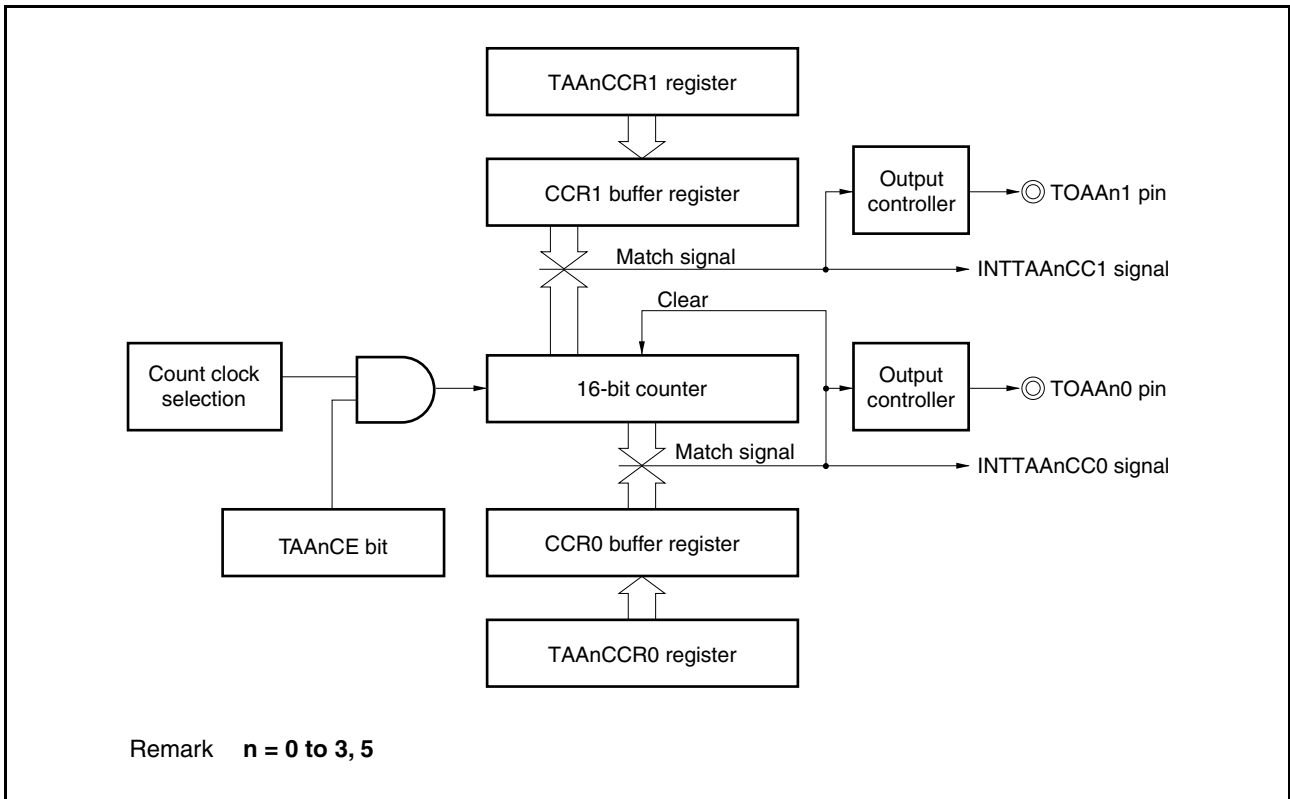 TAAnCCR1 register
CCR1 buffer register
Output
controller
TOAAn1 pin
Match signal
INTTAAnCC1 signal
Clear
Count clock
selection
16-bit counter
Output
controller
TOAAn0 pin
Match signal
INTTAAnCC0 signal
TAAnCE bit
CCR0 buffer register
TAAnCCR0 register
Remark n = 0 to 3, 5